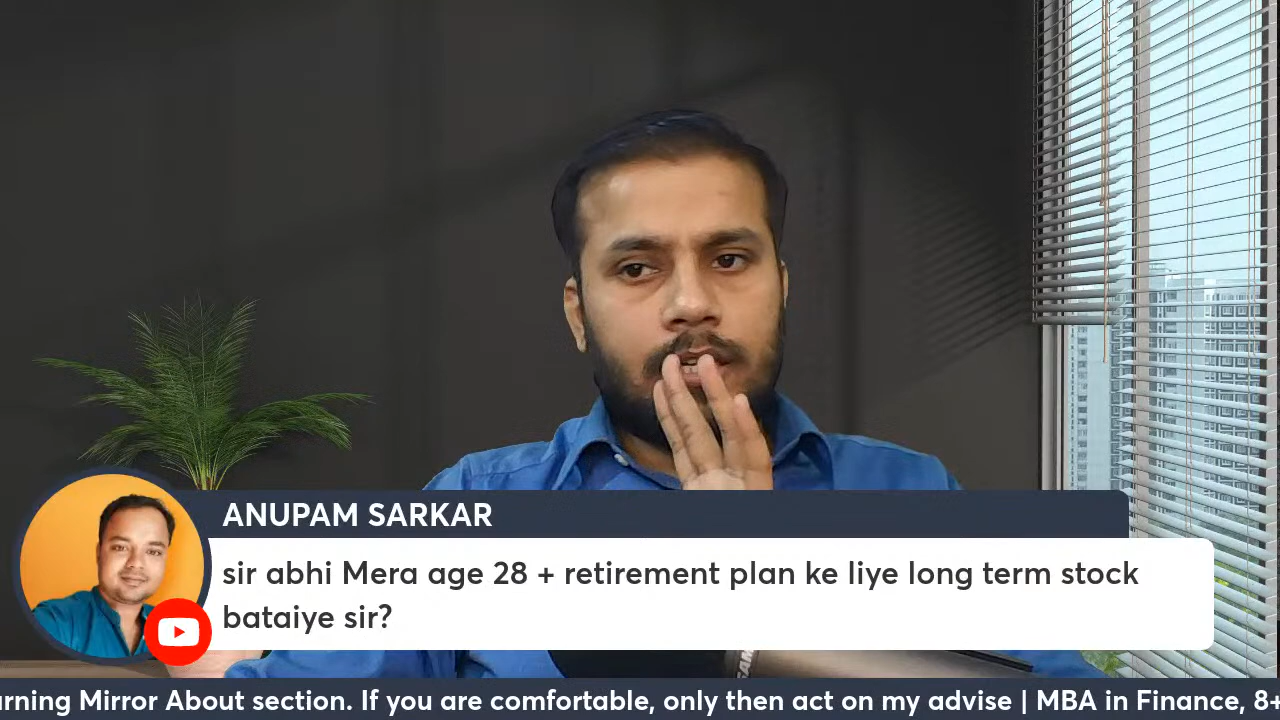 ANUPAM SARKAR
sir abhi Mera age 28 + retirement plan ke liye long term stock
bataiye sir?
Mirror About section. If you are comfortable, only then act on my advise | MBA in Finance, 8+